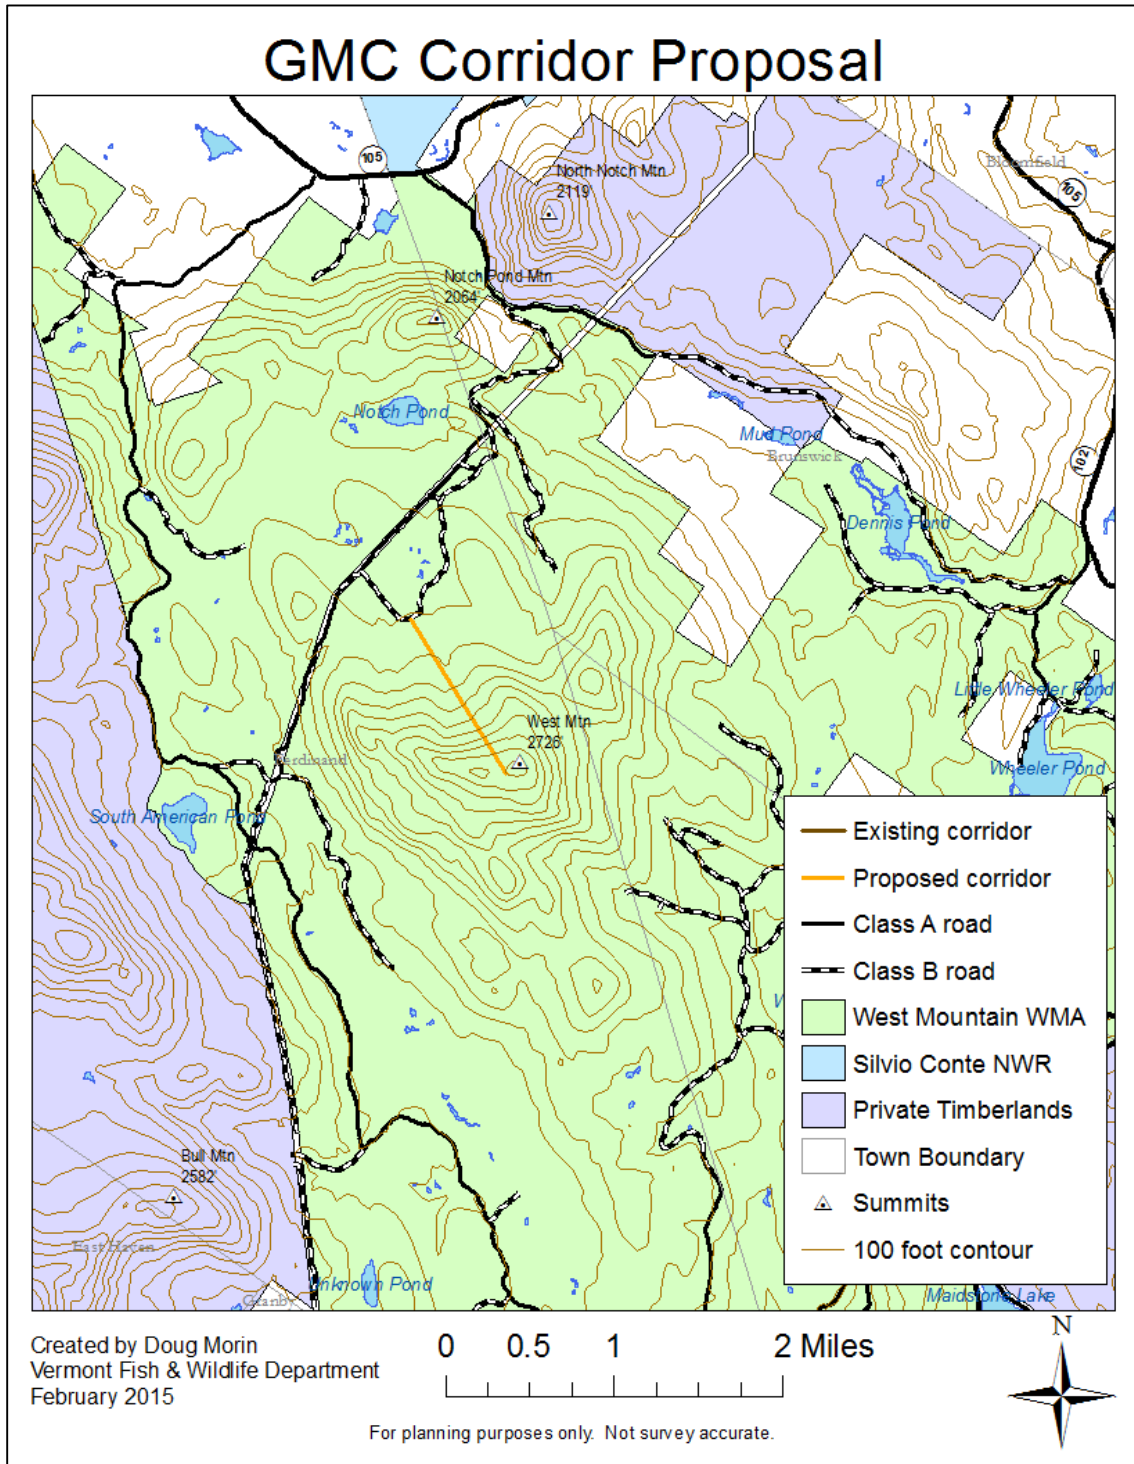 GMC Corridor Proposal
105
North Notch Mtn
2119'
Bloomfield
105
Notch Pond Mtn
2064'
Notch Pond
Mud Pond
Brunswick
102
Dennis Pond
Little Wheeler Pond
West Mtn
2726'
Ferdinand
Wheeler Pond
South American Pond
W
Existing corridor
Proposed corridor
Class A road
Class B road
West Mountain WMA
Silvio Conte NWR
Private Timberlands
Town Boundary
Summits
100 foot contour
Bull Mtn
2582'
East Haven
Granby
Unknown Pond
Maidstone Lake
Created by Doug Morin
Vermont Fish & Wildlife Department
February 2015
0 0.5 1 2 Miles
N
For planning purposes only. Not survey accurate.